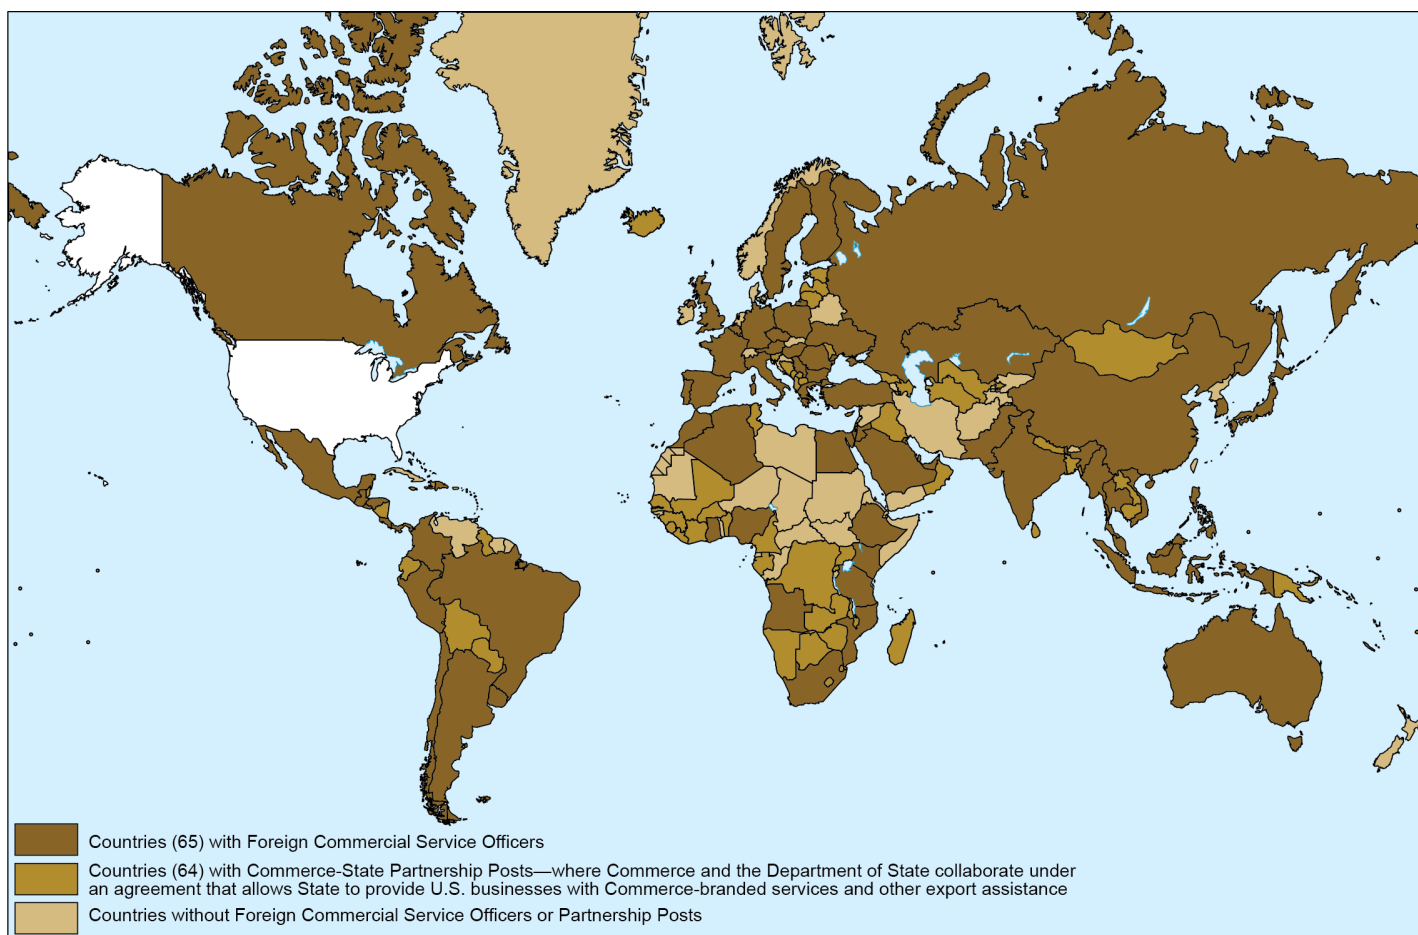 Countries (65) with Foreign Commercial Service Officers
Countries (64) with Commerce-State Partnership Posts—where Commerce and the Department of State collaborate under
an agreement that allows State to provide U.S. businesses with Commerce-branded services and other export assistance
Countries without Foreign Commercial Service Officers or Partnership Posts